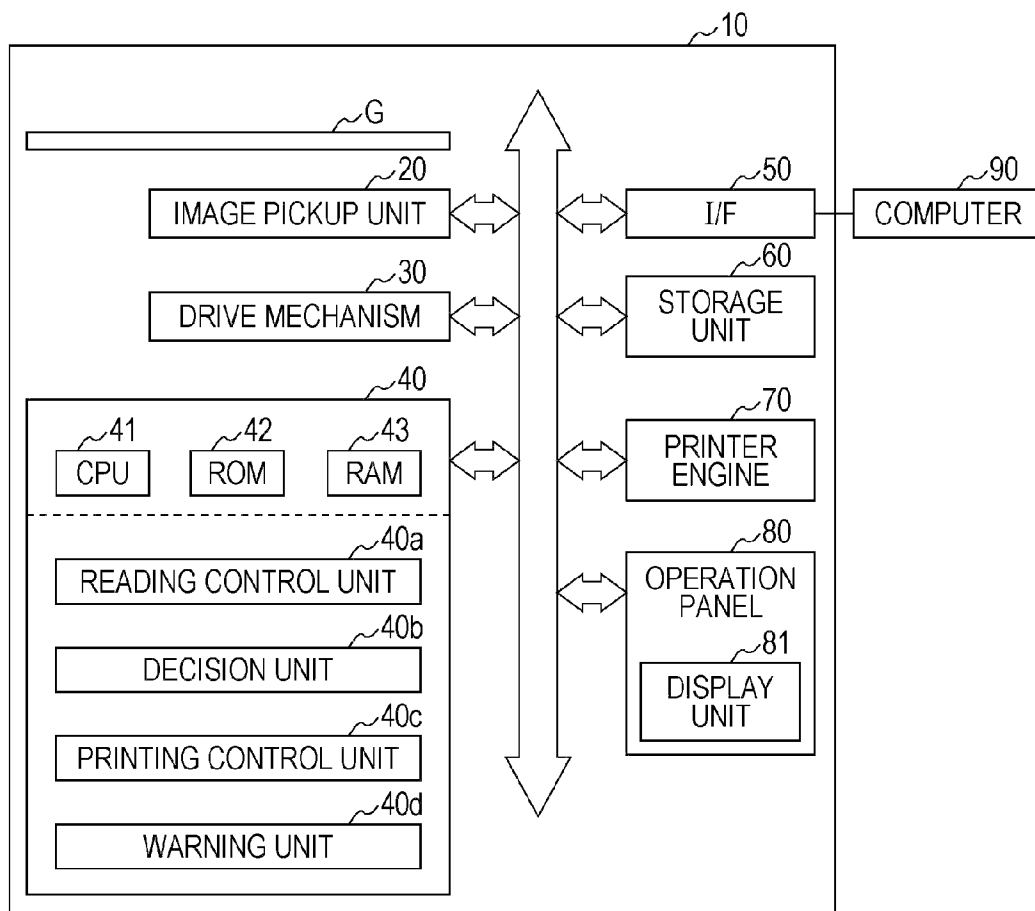 10
G
20
IMAGE PICKUP UNIT
30
DRIVE MECHANISM
40
41
CPU
42
ROM
43
RAM
40a
READING CONTROL UNIT
40b
DECISION UNIT
40c
PRINTING CONTROL UNIT
40d
WARNING UNIT
50
I/F
90
COMPUTER
60
STORAGE
UNIT
70
PRINTER
ENGINE
80
OPERATION
PANEL
81
DISPLAY
UNIT